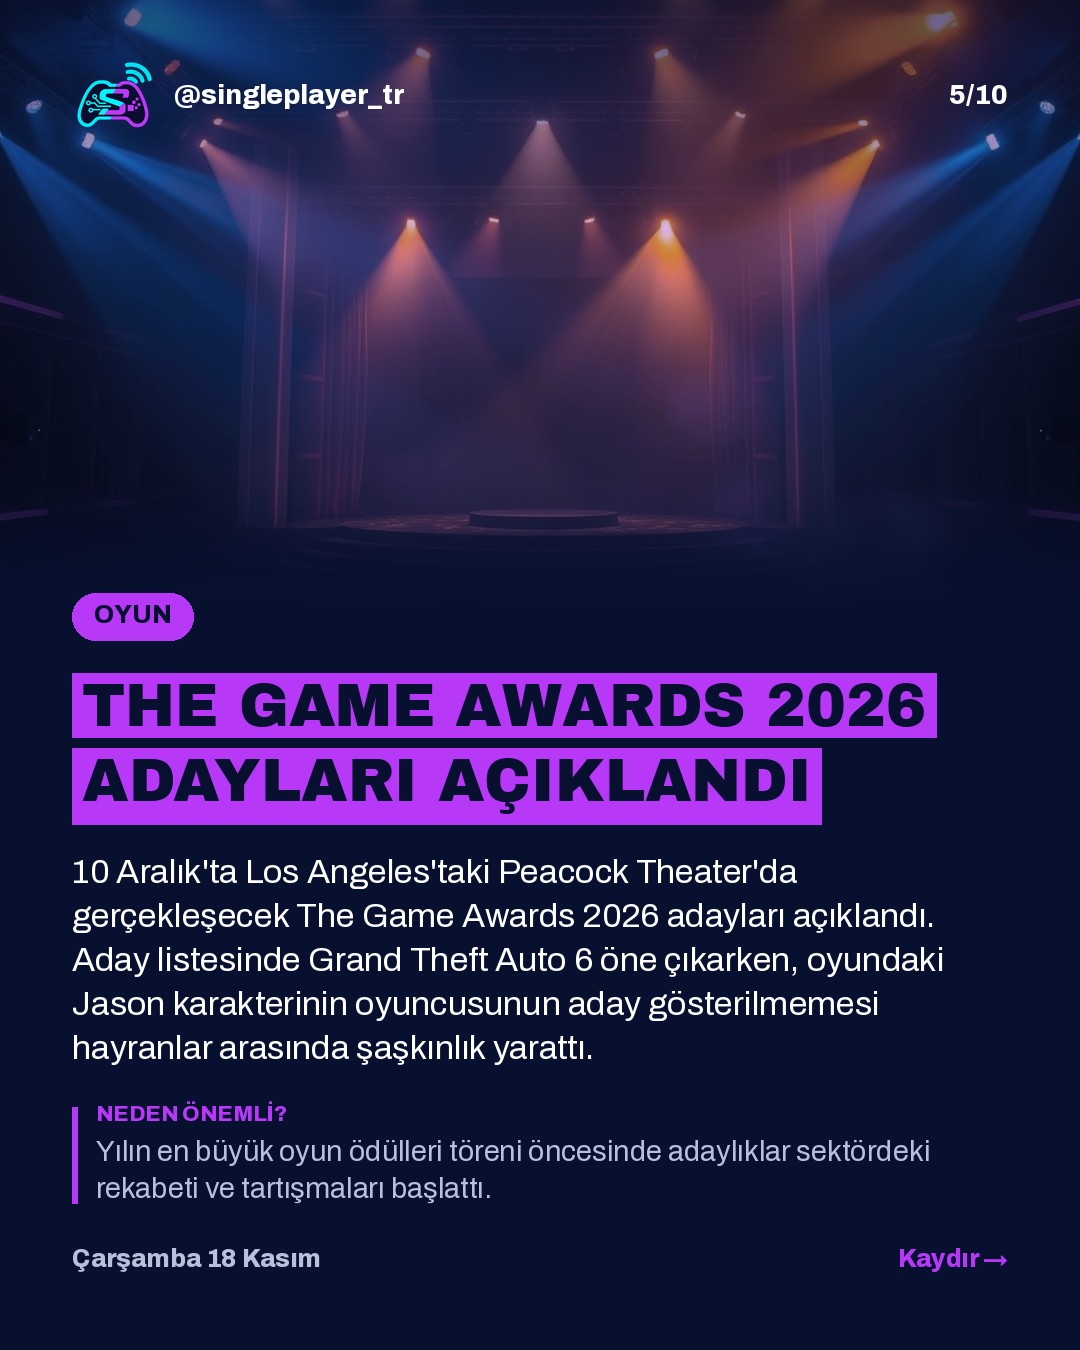 @singleplayer_tr
5/10
OYUN
THE GAME AWARDS 2026
ADAYLARI AÇIKLANDI
10 Aralık'ta Los Angeles'taki Peacock Theater'da
gerçekleşecek The Game Awards 2026 adayları açıklandı.
Aday listesinde Grand Theft Auto 6 öne çıkarken, oyundaki
Jason karakterinin oyuncusunun aday gösterilmemesi
hayranlar arasında şaşkınlık yarattı.
NEDEN ÖNEMLİ?
Yılın en büyük oyun ödülleri töreni öncesinde adaylıklar sektördeki
rekabeti ve tartışmaları başlattı.
Çarşamba 18 Kasım
Kaydır→